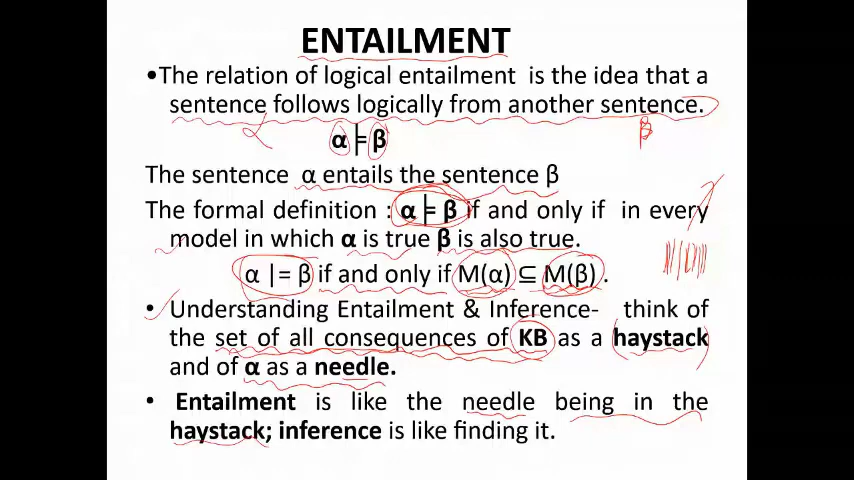 ENTAILMENT
•The relation of logical entailment is the idea that a
sentence follows logically from another sentence.
α β
α |= β
The sentence α entails the sentence β
The formal definition : α |= β if and only if in every
model in which α is true β is also true.
α |= β if and only if M(α) ⊆ M(β) .
• Understanding Entailment & Inference- think of
the set of all consequences of KB as a haystack
and of α as a needle.
• Entailment is like the needle being in the
haystack; inference is like finding it.